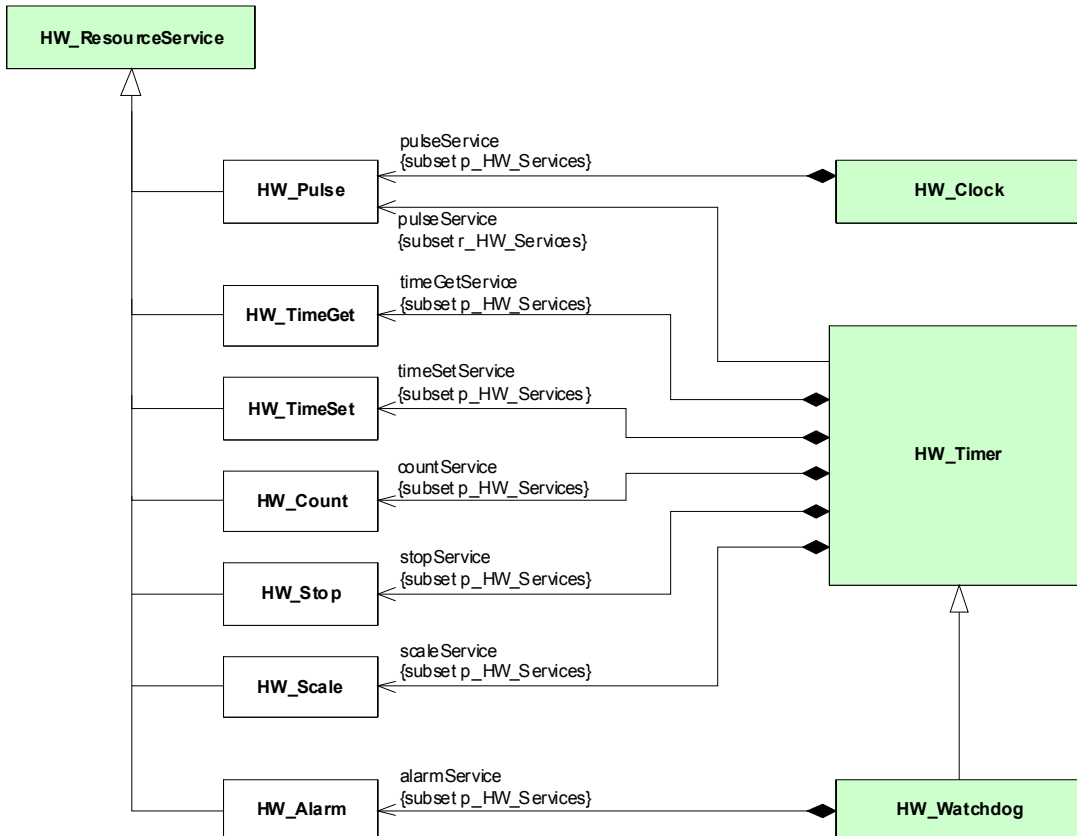 HW_ResourceService
pulseService
{subset p_HW_Services}
HW_Pulse
HW_Clock
pulseService
{subset r_HW_Services}
timeGetService
{subset p_HW_Services}
HW_TimeGet
timeSetService
{subset p_HW_Services}
HW_TimeSet
HW_Timer
countService
{subset p_HW_Services}
HW_Count
stopService
{subset p_HW_Services}
HW_Stop
scaleService
{subset p_HW_Services}
HW_Scale
alarmService
{subset p_HW_Services}
HW_Alarm
HW_Watchdog